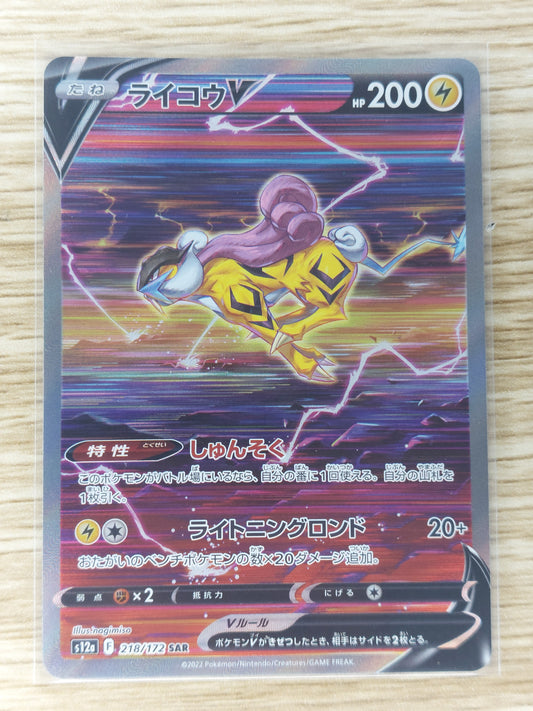 たね ライコウV HP 200
特性 とくせい しゅんそく
このポケモンがバトル場にいるなら、自分の番に1回使える。自分の山札を
1枚引く。
ライトニングロンド 20+
おたがいのベンチポケモンの数×20ダメージ追加。
弱点 ×2 抵抗力 にげる
Vルール
ポケモンVがきぜつしたとき、相手はサイドを2枚とる。
Illus.nagimiso
s12a F 218/172 SAR
©2022 Pokémon/Nintendo/Creatures/GAME FREAK.